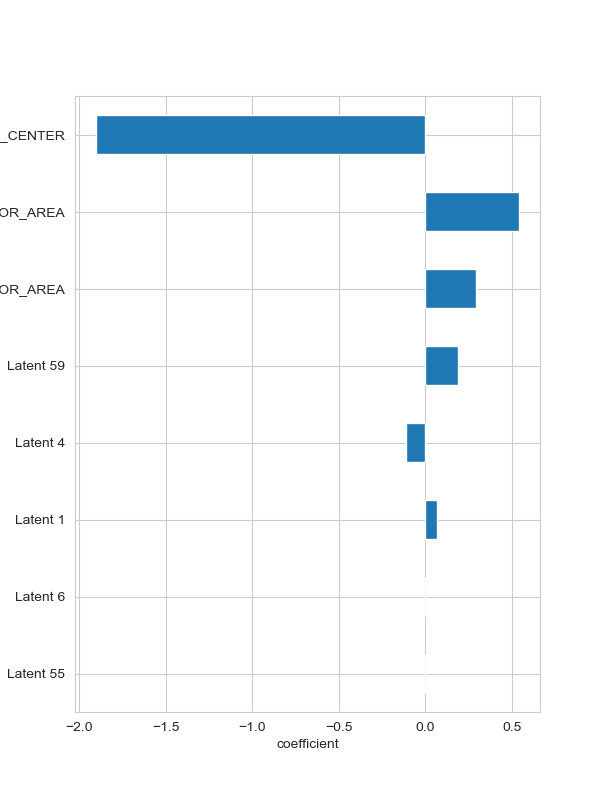 _CENTER
OR_AREA
OR_AREA
Latent 59
Latent 4
Latent 1
Latent 6
Latent 55
−2.0 −1.5 −1.0 −0.5 0.0 0.5
coefficient